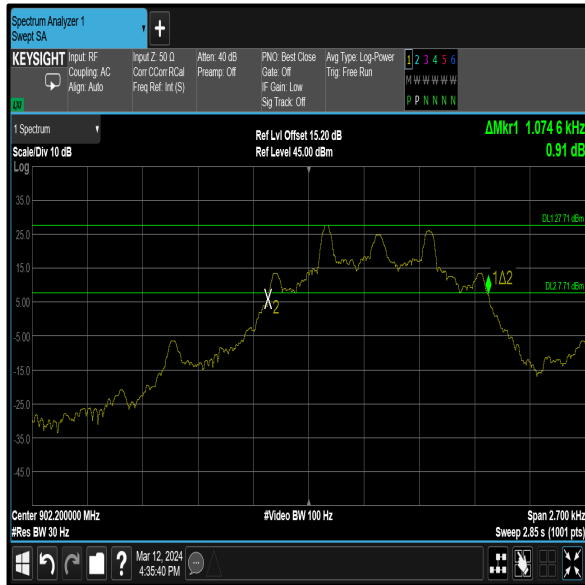 Spectrum Analyzer 1
Swept SA
KEYSIGHT
Input: RF
Coupling: AC
Align: Auto
Input Z: 50 Ω
Corr CCorr RCal
Freq Ref: Int (S)
Atten: 40 dB
Preamp: Off
PNO: Best Close
Gate: Off
IF Gain: Low
Sig Track: Off
Avg Type: Log-Power
Trig: Free Run
1 2 3 4 5 6
M W W W W W
P P N N N N
1 Spectrum
Scale/Div 10 dB
Log
Ref Lvl Offset 15.20 dB
Ref Level 45.00 dBm
ΔMkr1 1.074 6 kHz
0.91 dB
35.0
25.0
15.0
5.00
-5.00
-15.0
-25.0
-35.0
-45.0
DL1 27.71 dBm
DL2 7.71 dBm
1Δ2
X2
Center 902.200000 MHz
#Res BW 30 Hz
#Video BW 100 Hz
Span 2.700 kHz
Sweep 2.85 s (1001 pts)
Mar 12, 2024
4:35:40 PM